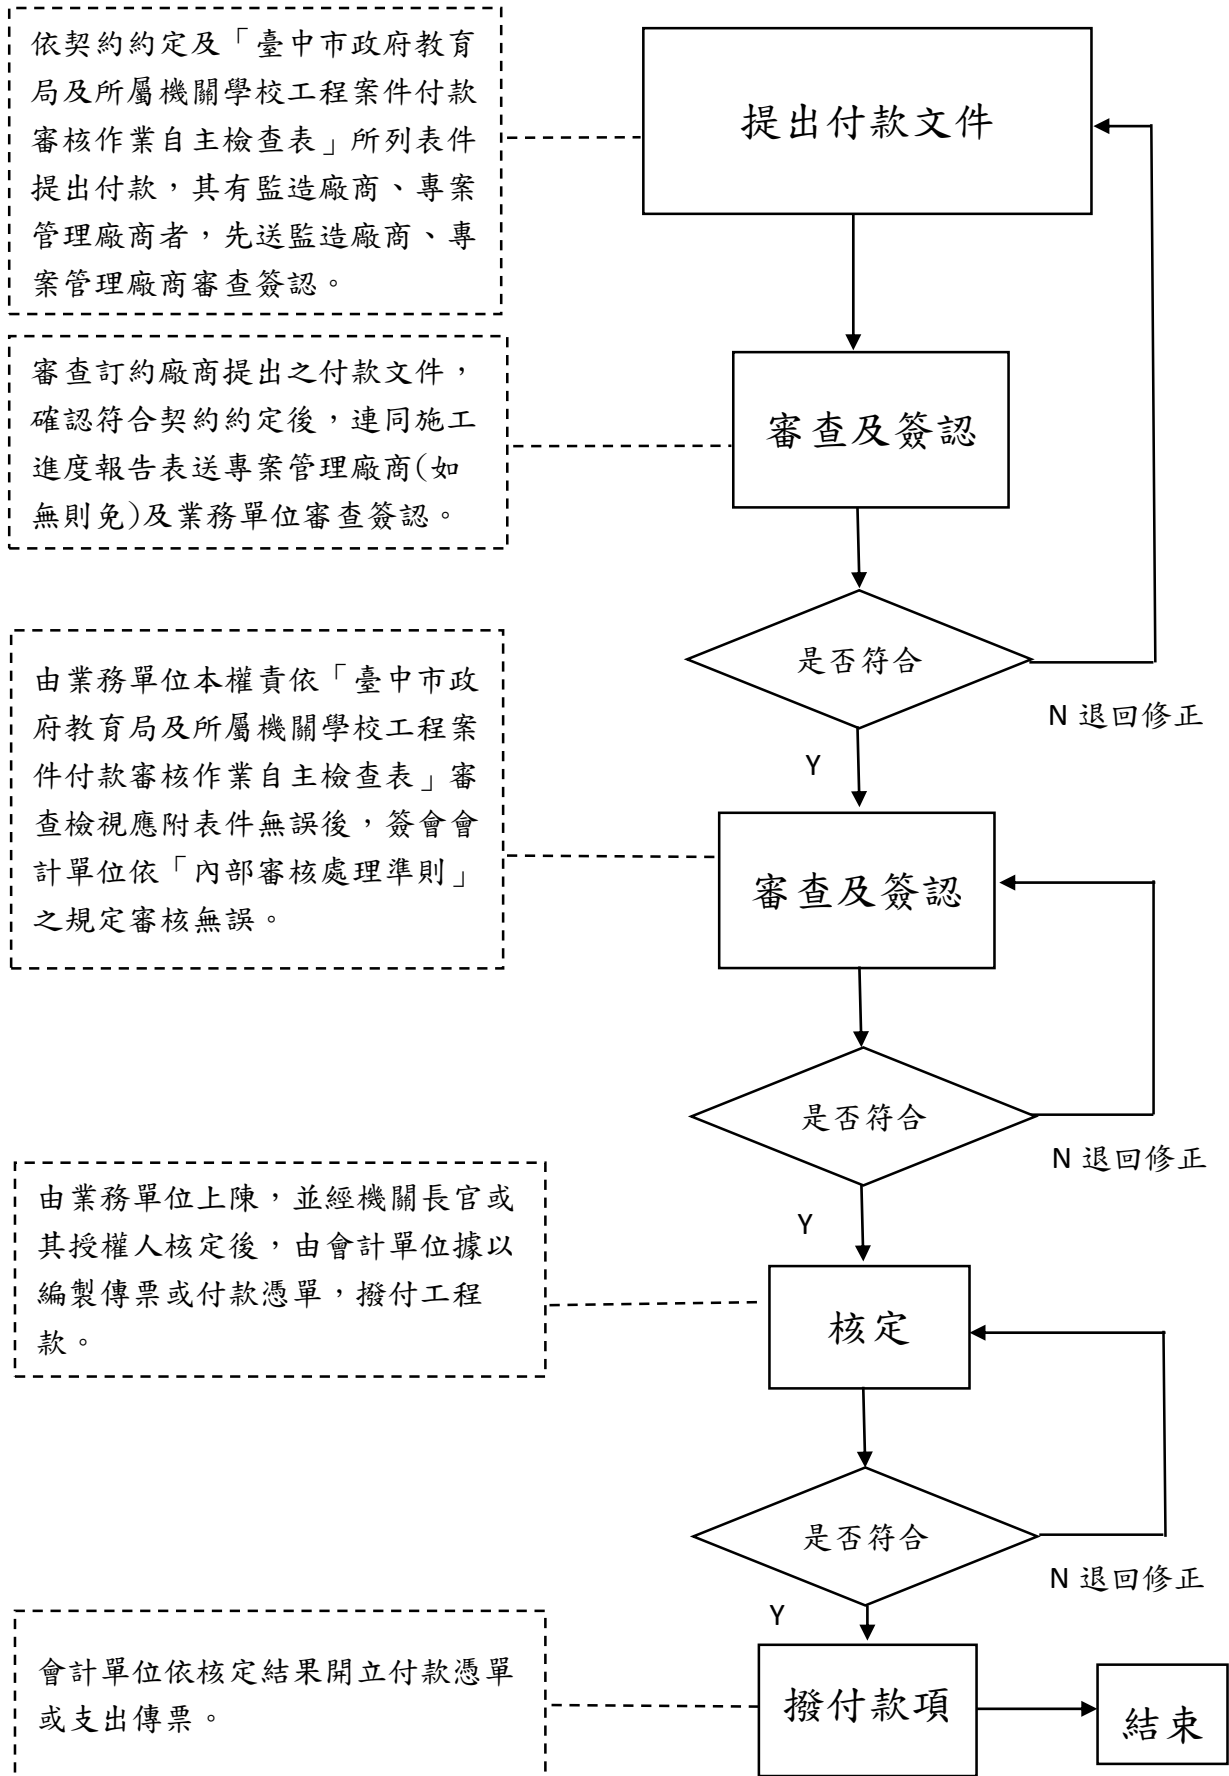 依契約約定及「臺中市政府教育
局及所屬機關學校工程案件付款
審核作業自主檢查表」所列表件
提出付款，其有監造廠商、專案
管理廠商者，先送監造廠商、專
案管理廠商審查簽認。
提出付款文件
審查訂約廠商提出之付款文件，
確認符合契約約定後，連同施工
進度報告表送專案管理廠商(如
無則免)及業務單位審查簽認。
審查及簽認
是否符合
N 退回修正
Y
由業務單位本權責依「臺中市政
府教育局及所屬機關學校工程案
件付款審核作業自主檢查表」審
查檢視應附表件無誤後，簽會會
計單位依「內部審核處理準則」
之規定審核無誤。
審查及簽認
是否符合
N 退回修正
Y
由業務單位上陳，並經機關長官或
其授權人核定後，由會計單位據以
編製傳票或付款憑單，撥付工程
款。
核定
是否符合
N 退回修正
Y
會計單位依核定結果開立付款憑單
或支出傳票。
撥付款項
結束